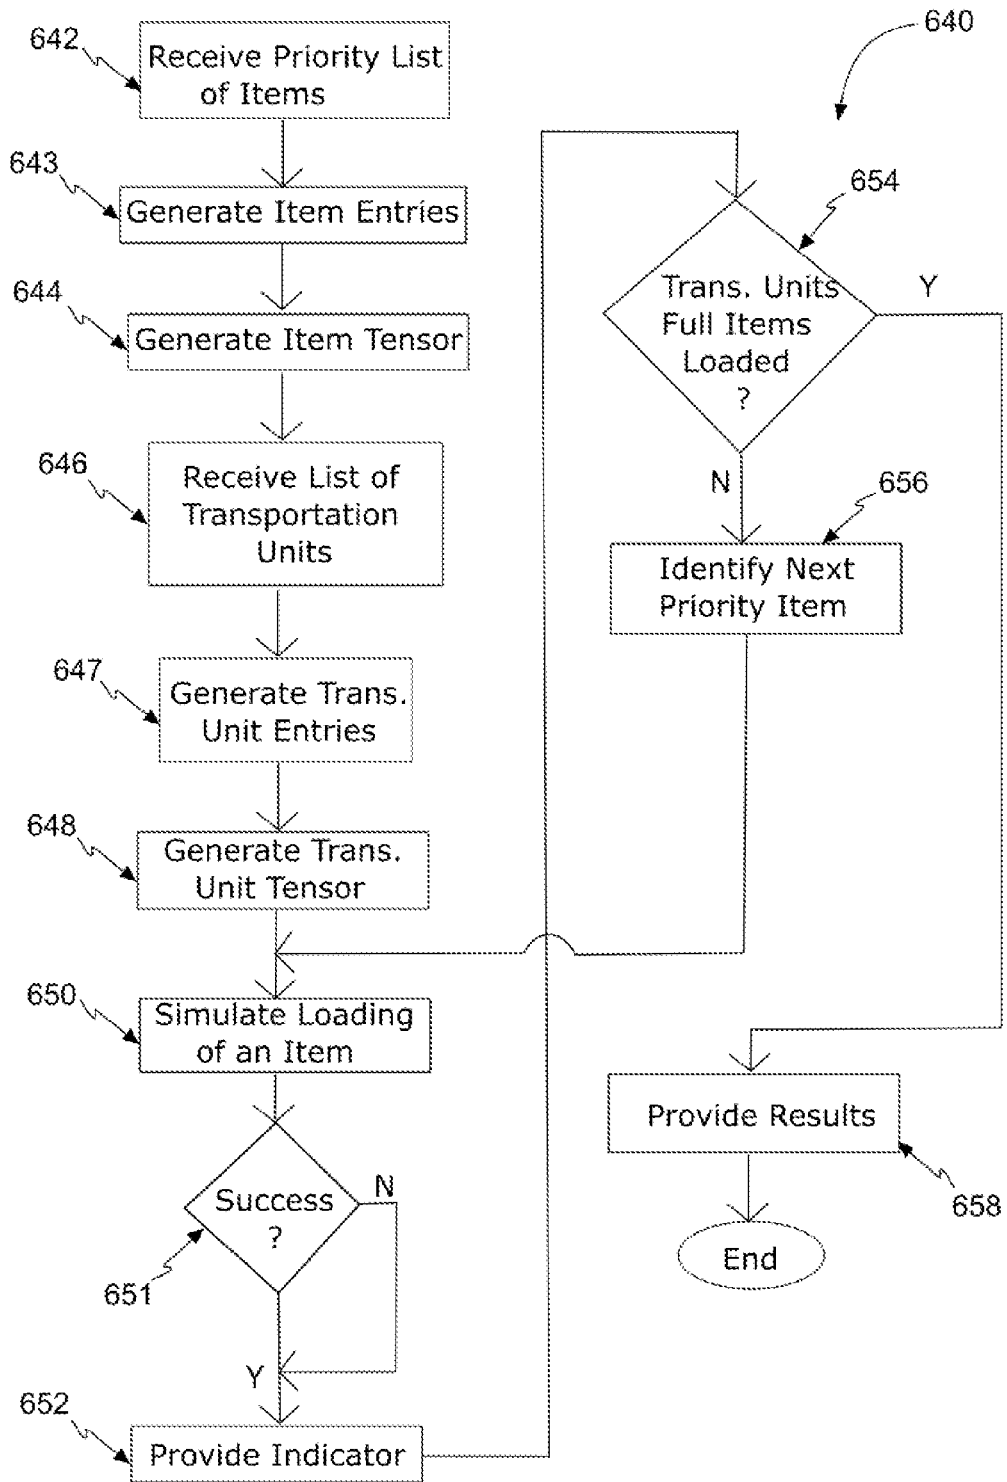 642
Receive Priority List
of Items
643
Generate Item Entries
644
Generate Item Tensor
646
Receive List of
Transportation
Units
647
Generate Trans.
Unit Entries
648
Generate Trans.
Unit Tensor
650
Simulate Loading
of an Item
Success
?
N
651
Y
652
Provide Indicator
640
654
Trans. Units
Full Items
Loaded
?
Y
N
656
Identify Next
Priority Item
Provide Results
658
End